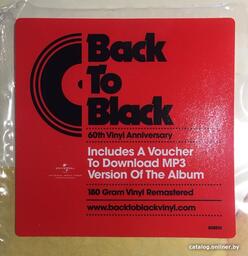 Back
To
Black
60th Vinyl Anniversary
Includes A Voucher
To Download MP3
Version Of The Album
180 Gram Vinyl Remastered
www.backtoblackvinyl.com
catalog.onliner.by